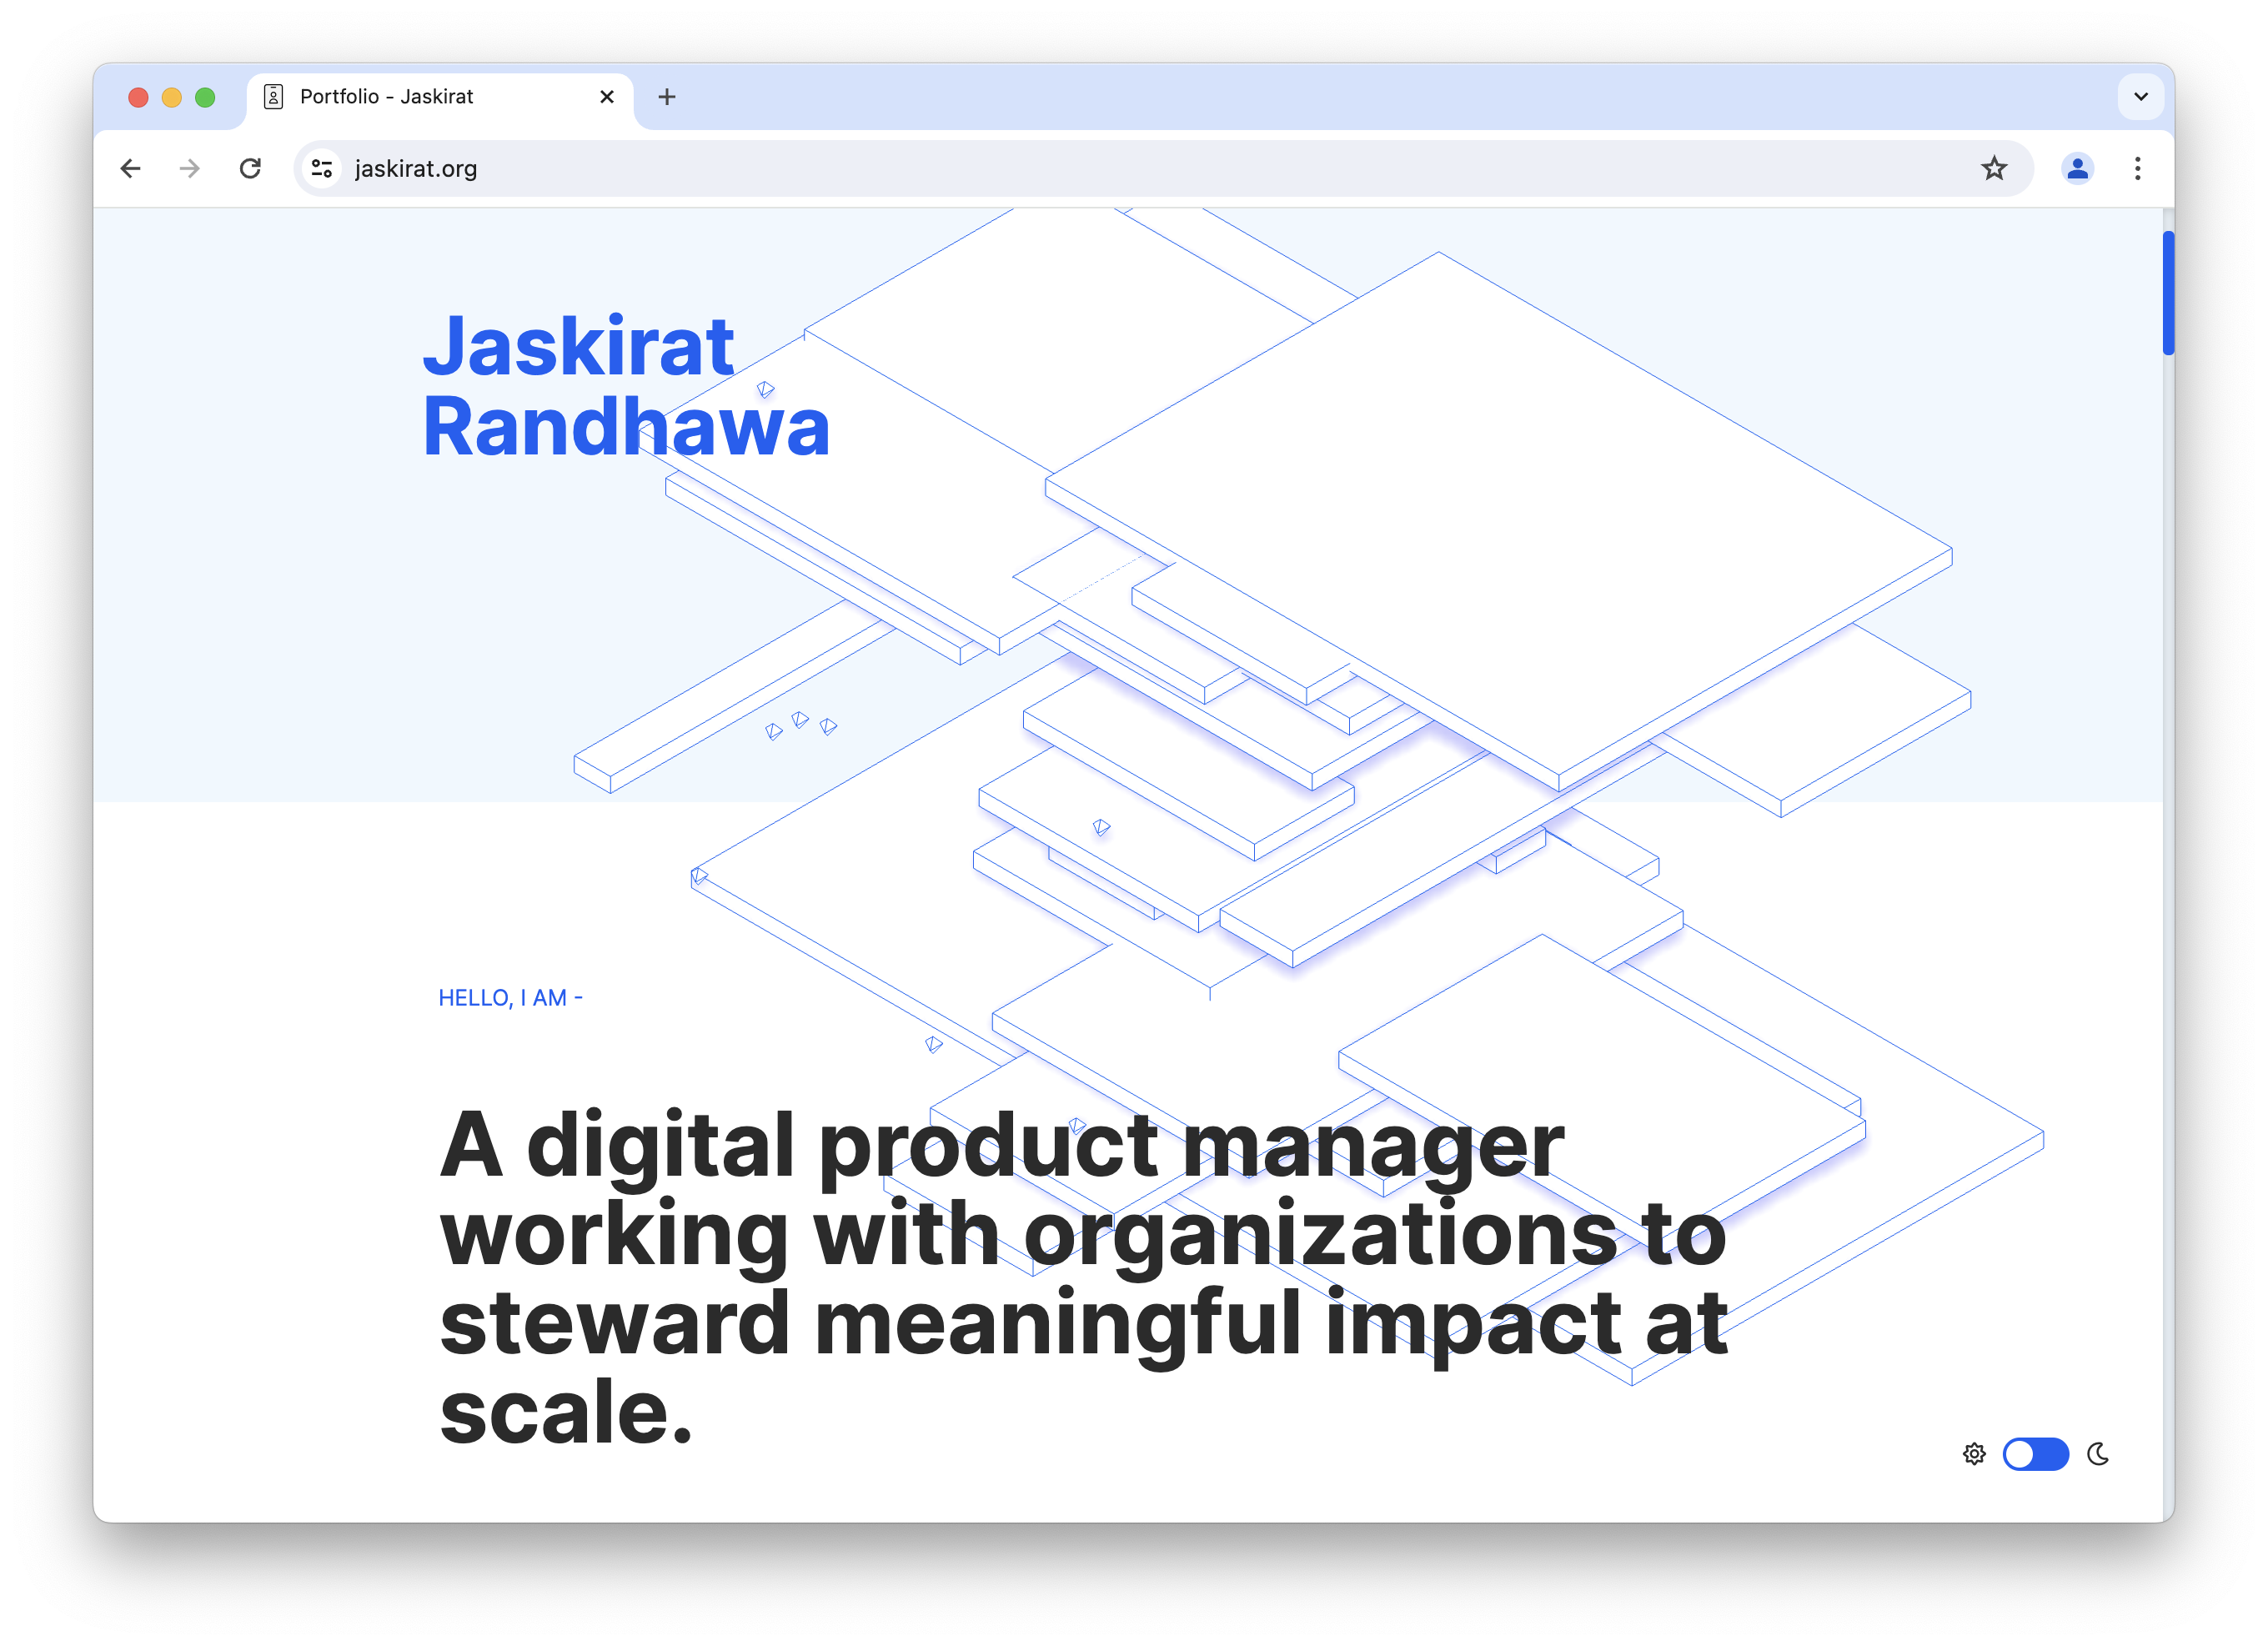 Portfolio - Jaskirat
jaskirat.org
Jaskirat
Randhawa
HELLO, I AM -
A digital product manager
working with organizations to
steward meaningful impact at
scale.